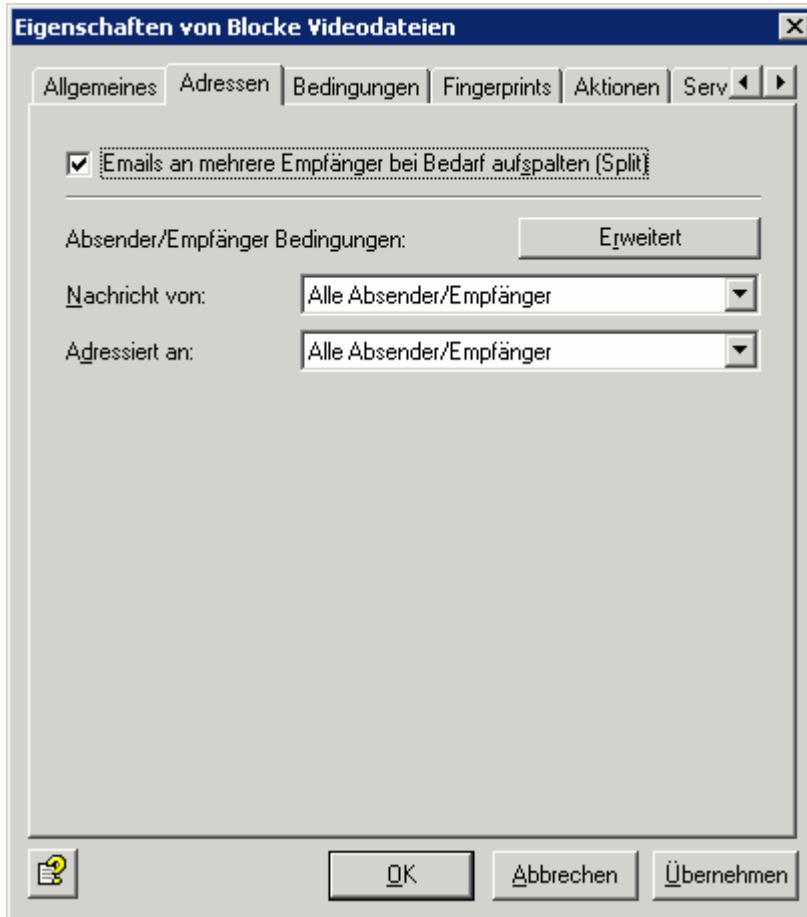 Eigenschaften von Blocke Videodateien
Allgemeines Adressen Bedingungen Fingerprints Aktionen Serv
Emails an mehrere Empfänger bei Bedarf aufspalten (Split)
Absender/Empfänger Bedingungen: Erweitert
Nachricht von: Alle Absender/Empfänger
Adressiert an: Alle Absender/Empfänger
OK Abbrechen Übernehmen